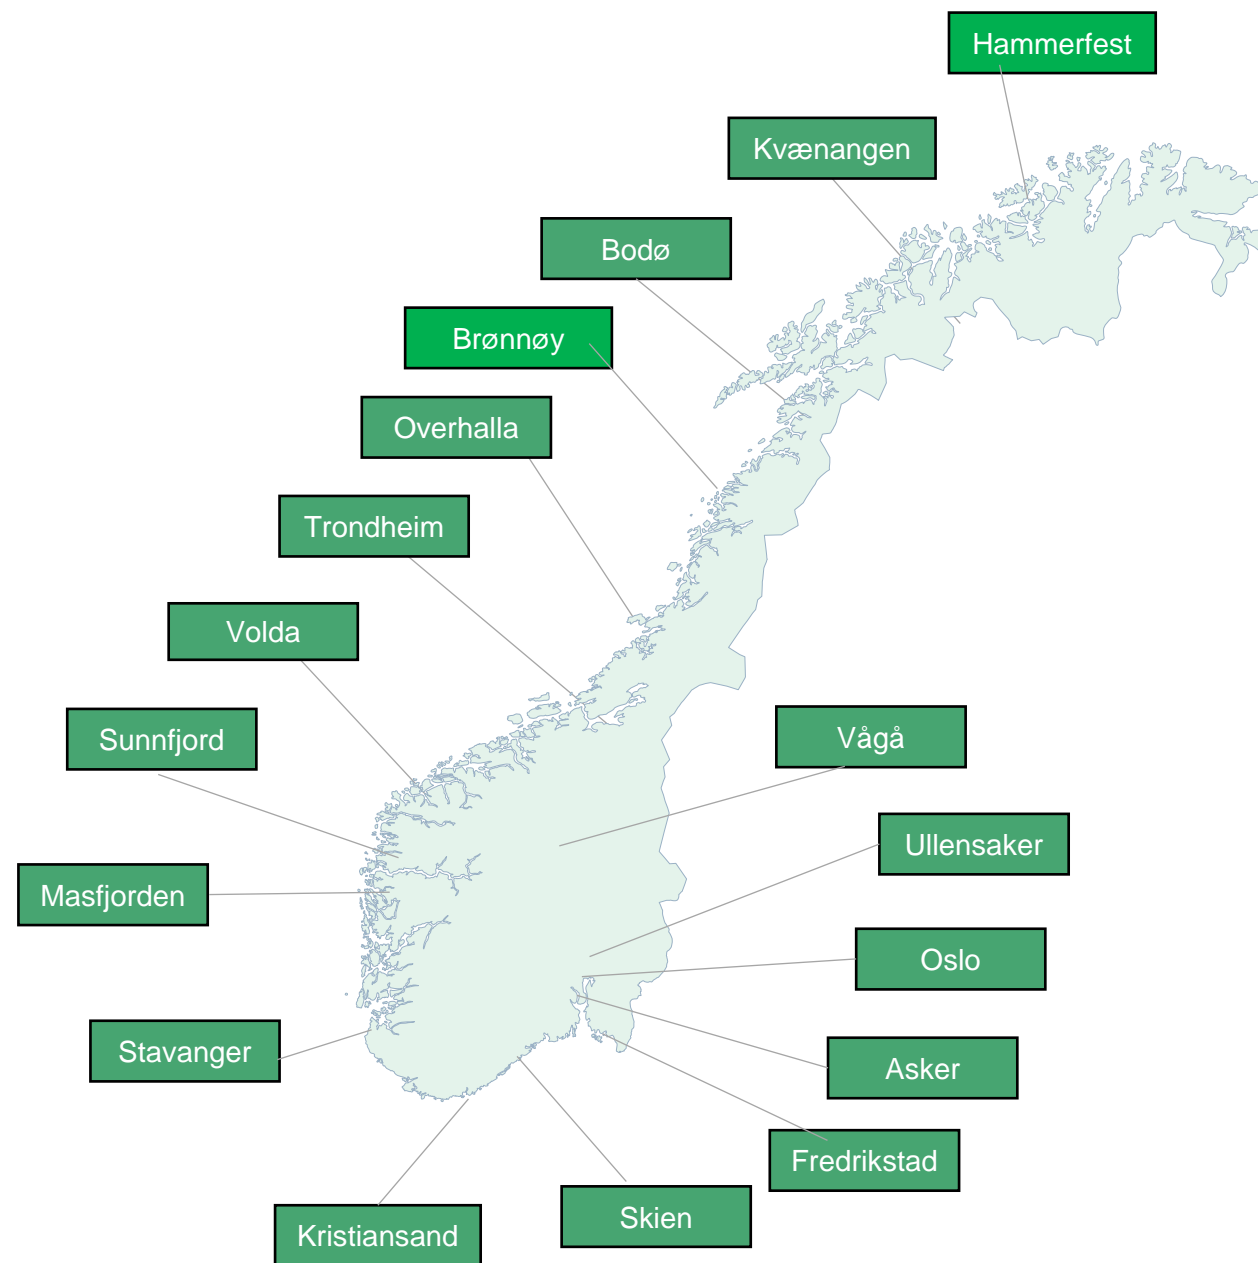 Hammerfest
Kvænangen
Bodø
Brønnøy
Overhalla
Trondheim
Volda
Sunnfjord
Vågå
Ullensaker
Masfjorden
Oslo
Stavanger
Asker
Fredrikstad
Skien
Kristiansand